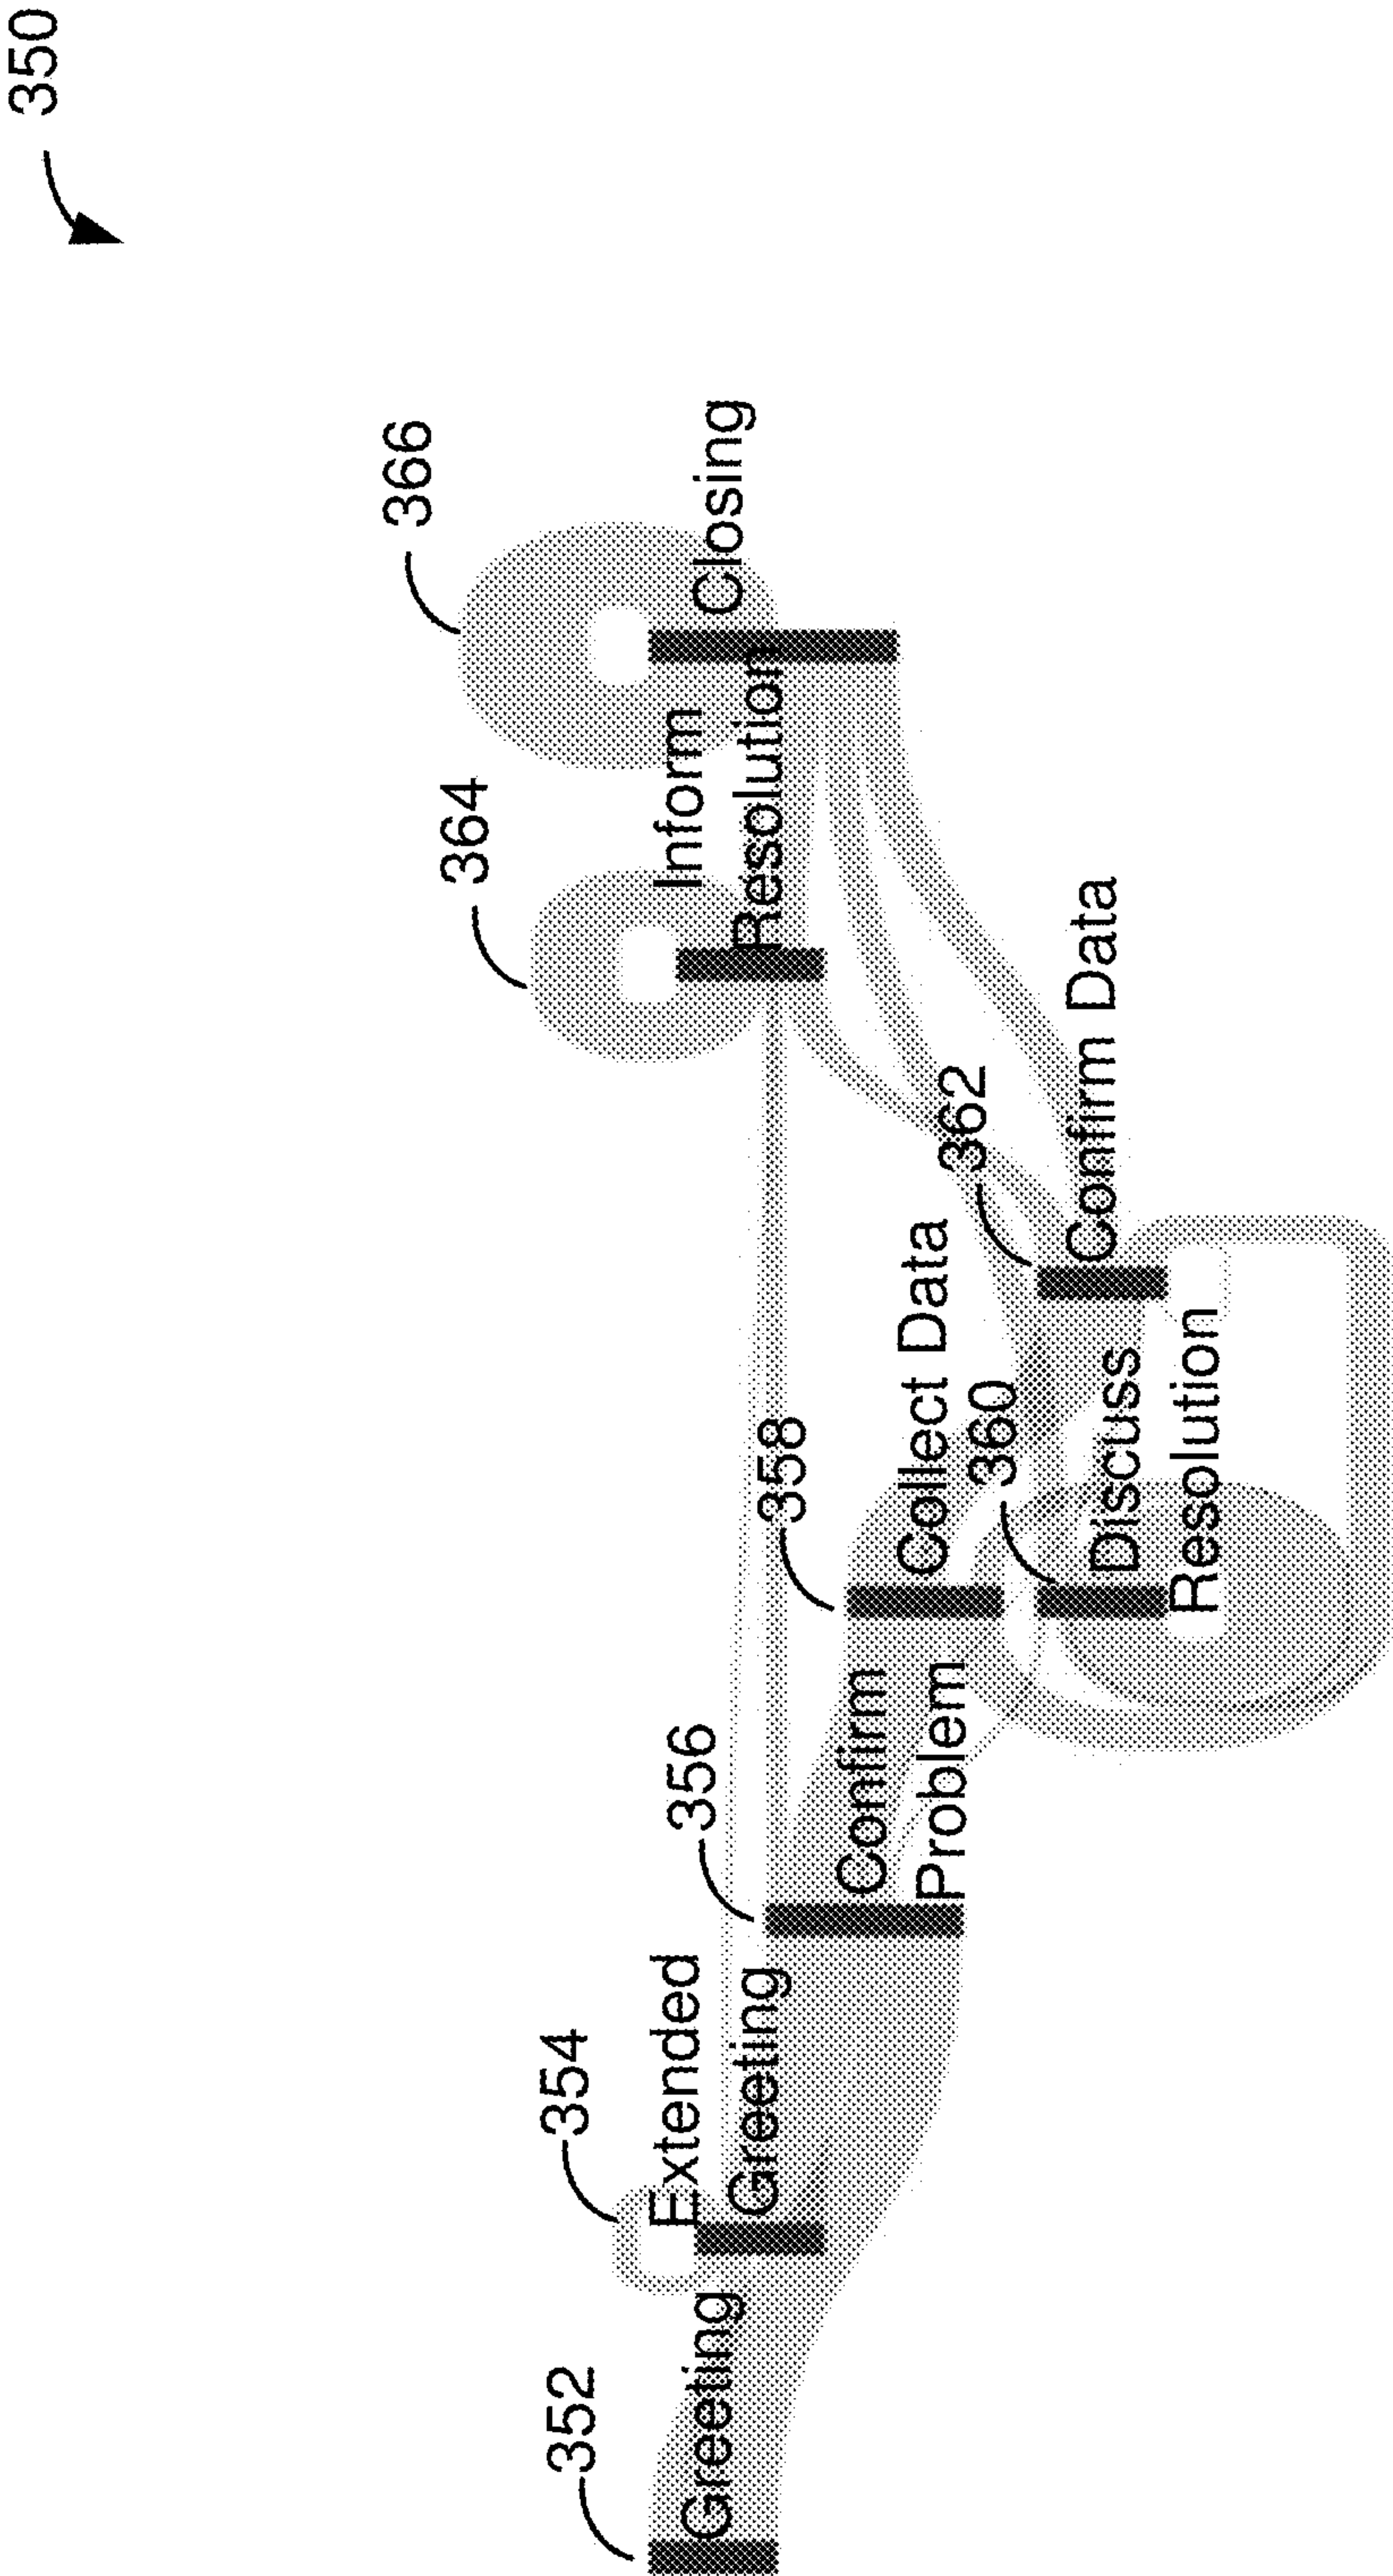 350
352
Greeting
354
Extended
Greeting
356
Confirm
Problem
358
Collect Data
360
Discuss
Resolution
362
Confirm Data
364
Inform
Resolution
366
Closing